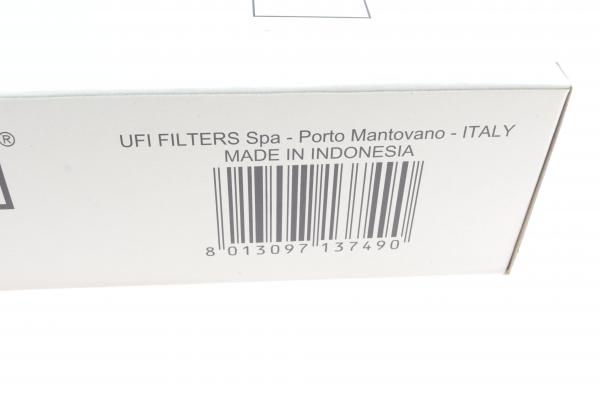 ®
UFI FILTERS Spa - Porto Mantovano - ITALY
MADE IN INDONESIA
8 013097 137490